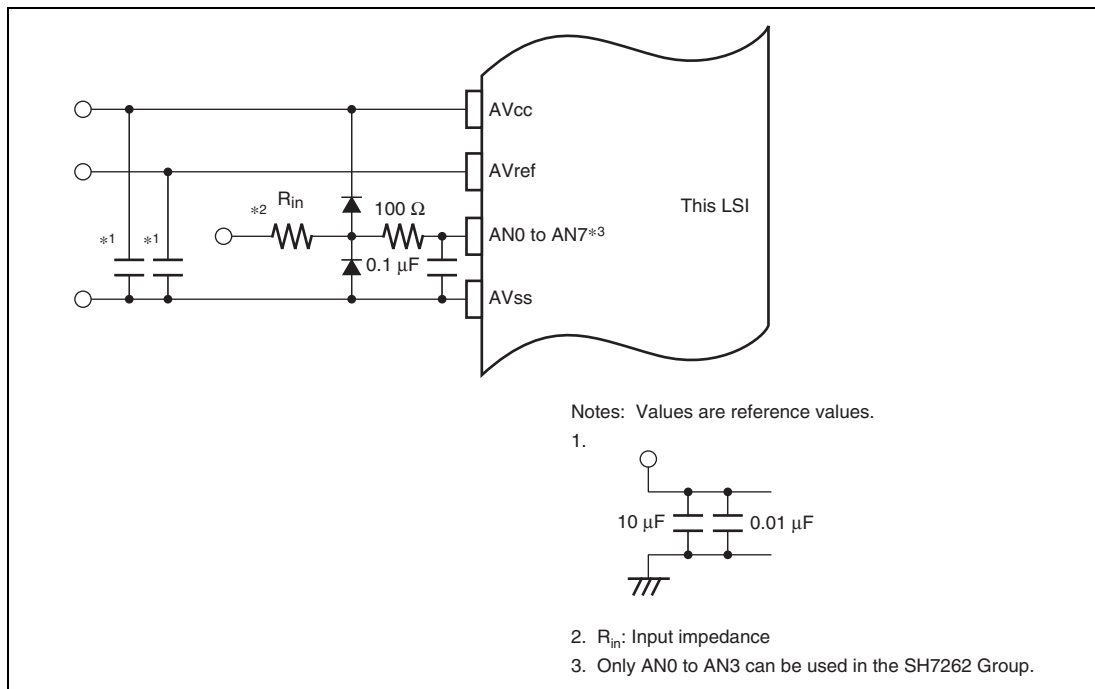 AVcc
AVref
*2 Rin
100 Ω
This LSI
*1 *1
AN0 to AN7*3
0.1 μF
AVss
Notes: Values are reference values.
1.
10 μF
0.01 μF
2. Rin: Input impedance
3. Only AN0 to AN3 can be used in the SH7262 Group.